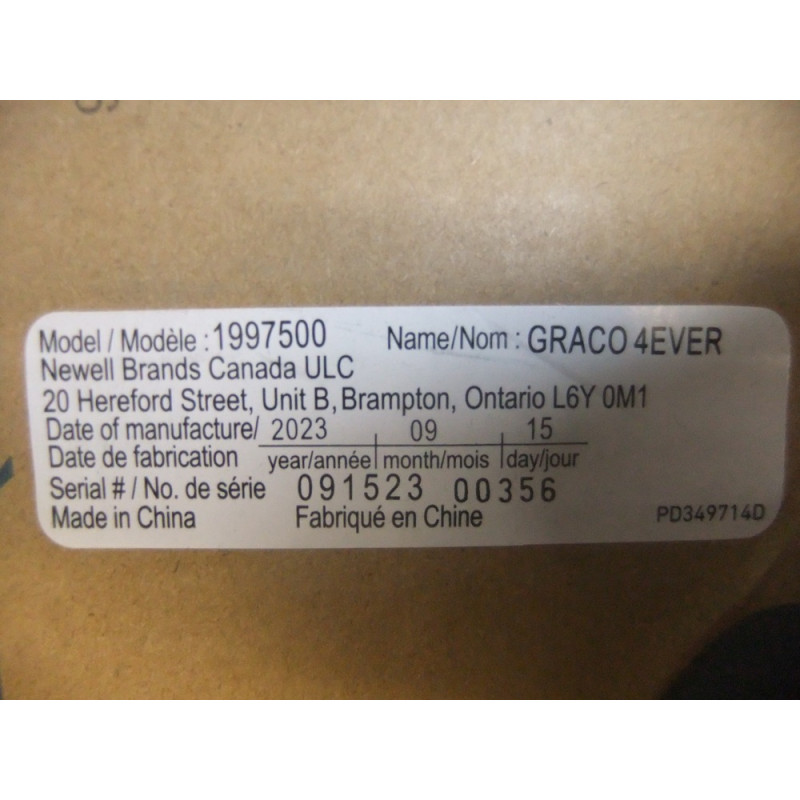 Model / Modèle : 1997500 Name/Nom : GRACO 4EVER
Newell Brands Canada ULC
20 Hereford Street, Unit B, Brampton, Ontario L6Y 0M1
Date of manufacture/ 2023 09 15
Date de fabrication year/année month/mois day/jour
Serial # / No. de série 091523 00356
Made in China Fabriqué en Chine PD349714D